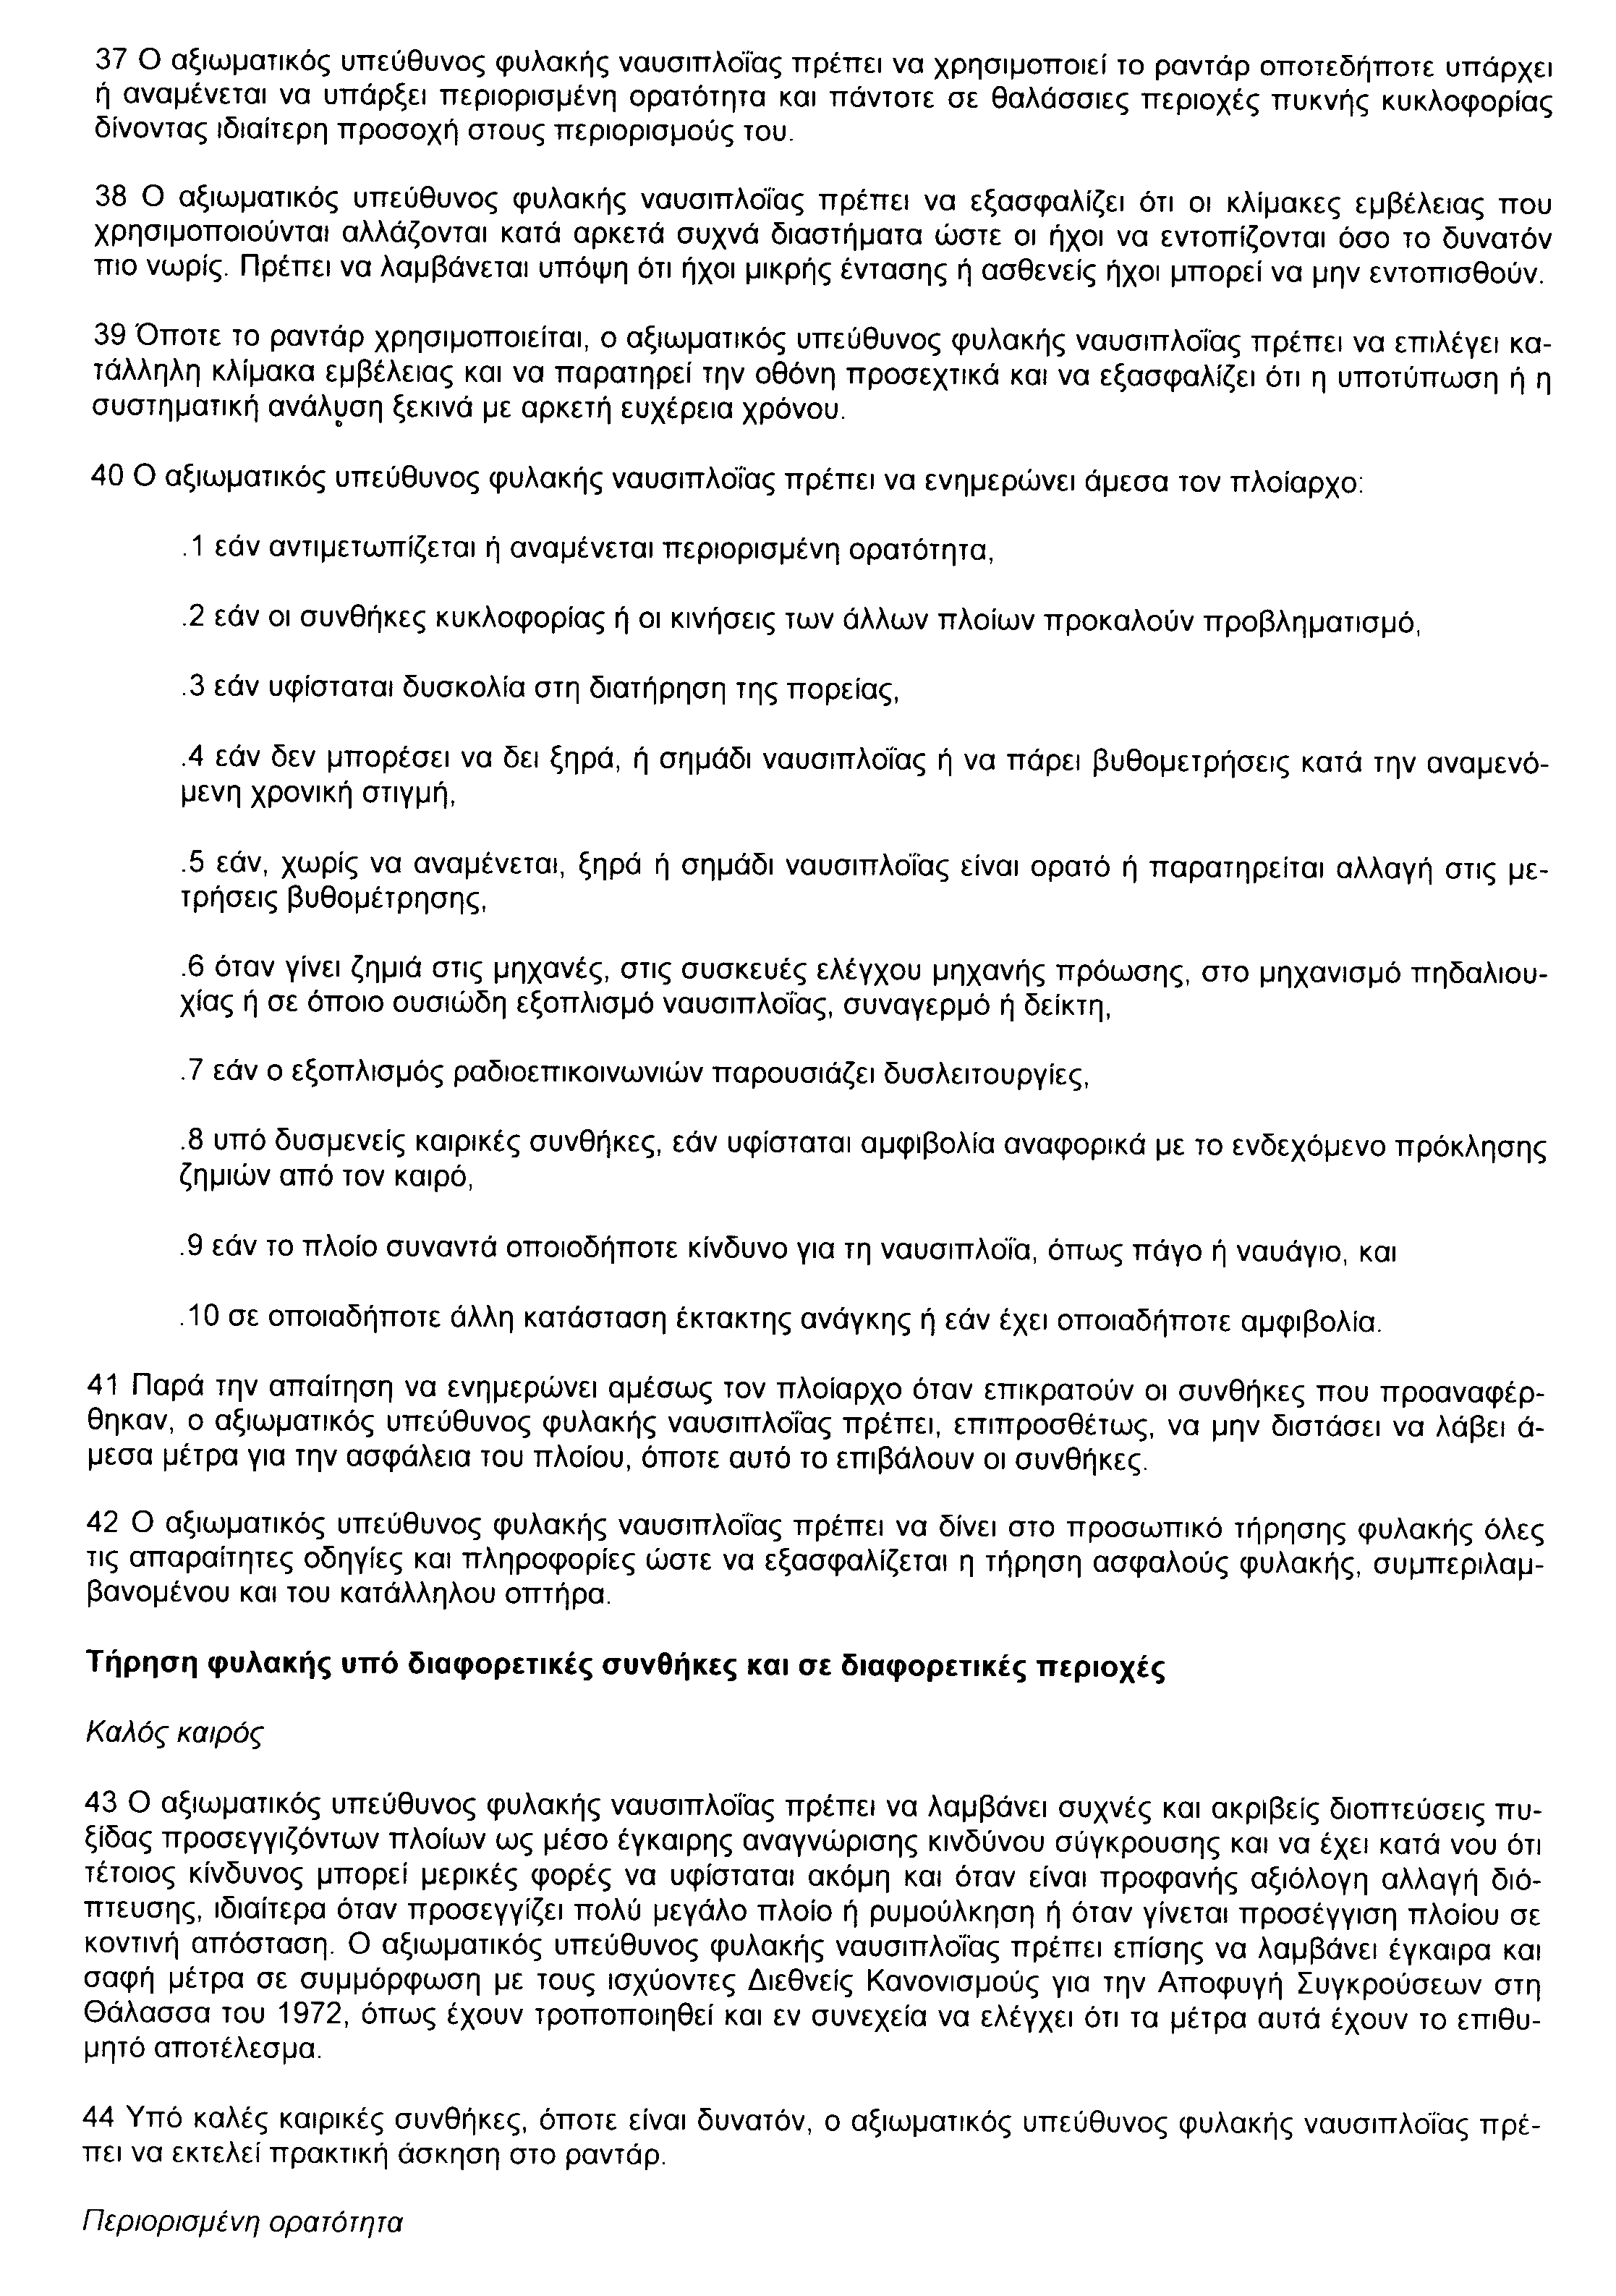 37 Ο αξιωματικός υπεύθυνος φυλακής ναυσιπλοΐας πρέπει να χρησιμοποιεί το ραντάρ οποτεδήποτε υπάρχει
ή αναμένεται να υπάρξει περιορισμένη ορατότητα και πάντοτε σε θαλάσσιες περιοχές πυκνής κυκλοφορίας
δίνοντας ιδιαίτερη προσοχή στους περιορισμούς του.
38 Ο αξιωματικός υπεύθυνος φυλακής ναυσιπλοΐας πρέπει να εξασφαλίζει ότι οι κλίμακες εμβέλειας που
χρησιμοποιούνται αλλάζονται κατά αρκετά συχνά διαστήματα ώστε οι ήχοι να εντοπίζονται όσο το δυνατόν
πιο νωρίς. Πρέπει να λαμβάνεται υπόψη ότι ήχοι μικρής έντασης ή ασθενείς ήχοι μπορεί να μην εντοπισθούν.
39 Όποτε το ραντάρ χρησιμοποιείται, ο αξιωματικός υπεύθυνος φυλακής ναυσιπλοΐας πρέπει να επιλέγει κα-
τάλληλη κλίμακα εμβέλειας και να παρατηρεί την οθόνη προσεχτικά και να εξασφαλίζει ότι η υποτύπωση ή η
συστηματική ανάλυση ξεκινά με αρκετή ευχέρεια χρόνου.
40 Ο αξιωματικός υπεύθυνος φυλακής ναυσιπλοΐας πρέπει να ενημερώνει άμεσα τον πλοίαρχο:
.1 εάν αντιμετωπίζεται ή αναμένεται περιορισμένη ορατότητα,
.2 εάν οι συνθήκες κυκλοφορίας ή οι κινήσεις των άλλων πλοίων προκαλούν προβληματισμό,
.3 εάν υφίσταται δυσκολία στη διατήρηση της πορείας,
.4 εάν δεν μπορέσει να δει ξηρά, ή σημάδι ναυσιπλοΐας ή να πάρει βυθομετρήσεις κατά την αναμενό-
μενη χρονική στιγμή,
.5 εάν, χωρίς να αναμένεται, ξηρά ή σημάδι ναυσιπλοΐας είναι ορατό ή παρατηρείται αλλαγή στις με-
τρήσεις βυθομέτρησης,
.6 όταν γίνει ζημιά στις μηχανές, στις συσκευές ελέγχου μηχανής πρόωσης, στο μηχανισμό πηδαλιου-
χίας ή σε όποιο ουσιώδη εξοπλισμό ναυσιπλοΐας, συναγερμό ή δείκτη,
.7 εάν ο εξοπλισμός ραδιοεπικοινωνιών παρουσιάζει δυσλειτουργίες,
.8 υπό δυσμενείς καιρικές συνθήκες, εάν υφίσταται αμφιβολία αναφορικά με το ενδεχόμενο πρόκλησης
ζημιών από τον καιρό,
.9 εάν το πλοίο συναντά οποιοδήποτε κίνδυνο για τη ναυσιπλοΐα, όπως πάγο ή ναυάγιο, και
.10 σε οποιαδήποτε άλλη κατάσταση έκτακτης ανάγκης ή εάν έχει οποιαδήποτε αμφιβολία.
41 Παρά την απαίτηση να ενημερώνει αμέσως τον πλοίαρχο όταν επικρατούν οι συνθήκες που προαναφέρ-
θηκαν, ο αξιωματικός υπεύθυνος φυλακής ναυσιπλοΐας πρέπει, επιπροσθέτως, να μην διστάσει να λάβει ά-
μεσα μέτρα για την ασφάλεια του πλοίου, όποτε αυτό το επιβάλουν οι συνθήκες.
42 Ο αξιωματικός υπεύθυνος φυλακής ναυσιπλοΐας πρέπει να δίνει στο προσωπικό τήρησης φυλακής όλες
τις απαραίτητες οδηγίες και πληροφορίες ώστε να εξασφαλίζεται η τήρηση ασφαλούς φυλακής, συμπεριλαμ-
βανομένου και του κατάλληλου οπτήρα.
Τήρηση φυλακής υπό διαφορετικές συνθήκες και σε διαφορετικές περιοχές
Καλός καιρός
43 Ο αξιωματικός υπεύθυνος φυλακής ναυσιπλοΐας πρέπει να λαμβάνει συχνές και ακριβείς διοπτεύσεις πυ-
ξίδας προσεγγιζόντων πλοίων ως μέσο έγκαιρης αναγνώρισης κινδύνου σύγκρουσης και να έχει κατά νου ότι
τέτοιος κίνδυνος μπορεί μερικές φορές να υφίσταται ακόμη και όταν είναι προφανής αξιόλογη αλλαγή διό-
πτευσης, ιδιαίτερα όταν προσεγγίζει πολύ μεγάλο πλοίο ή ρυμούλκηση ή όταν γίνεται προσέγγιση πλοίου σε
κοντινή απόσταση. Ο αξιωματικός υπεύθυνος φυλακής ναυσιπλοΐας πρέπει επίσης να λαμβάνει έγκαιρα και
σαφή μέτρα σε συμμόρφωση με τους ισχύοντες Διεθνείς Κανονισμούς για την Αποφυγή Συγκρούσεων στη
Θάλασσα του 1972, όπως έχουν τροποποιηθεί και εν συνεχεία να ελέγχει ότι τα μέτρα αυτά έχουν το επιθυ-
μητό αποτέλεσμα.
44 Υπό καλές καιρικές συνθήκες, όποτε είναι δυνατόν, ο αξιωματικός υπεύθυνος φυλακής ναυσιπλοΐας πρέ-
πει να εκτελεί πρακτική άσκηση στο ραντάρ.
Περιορισμένη ορατότητα